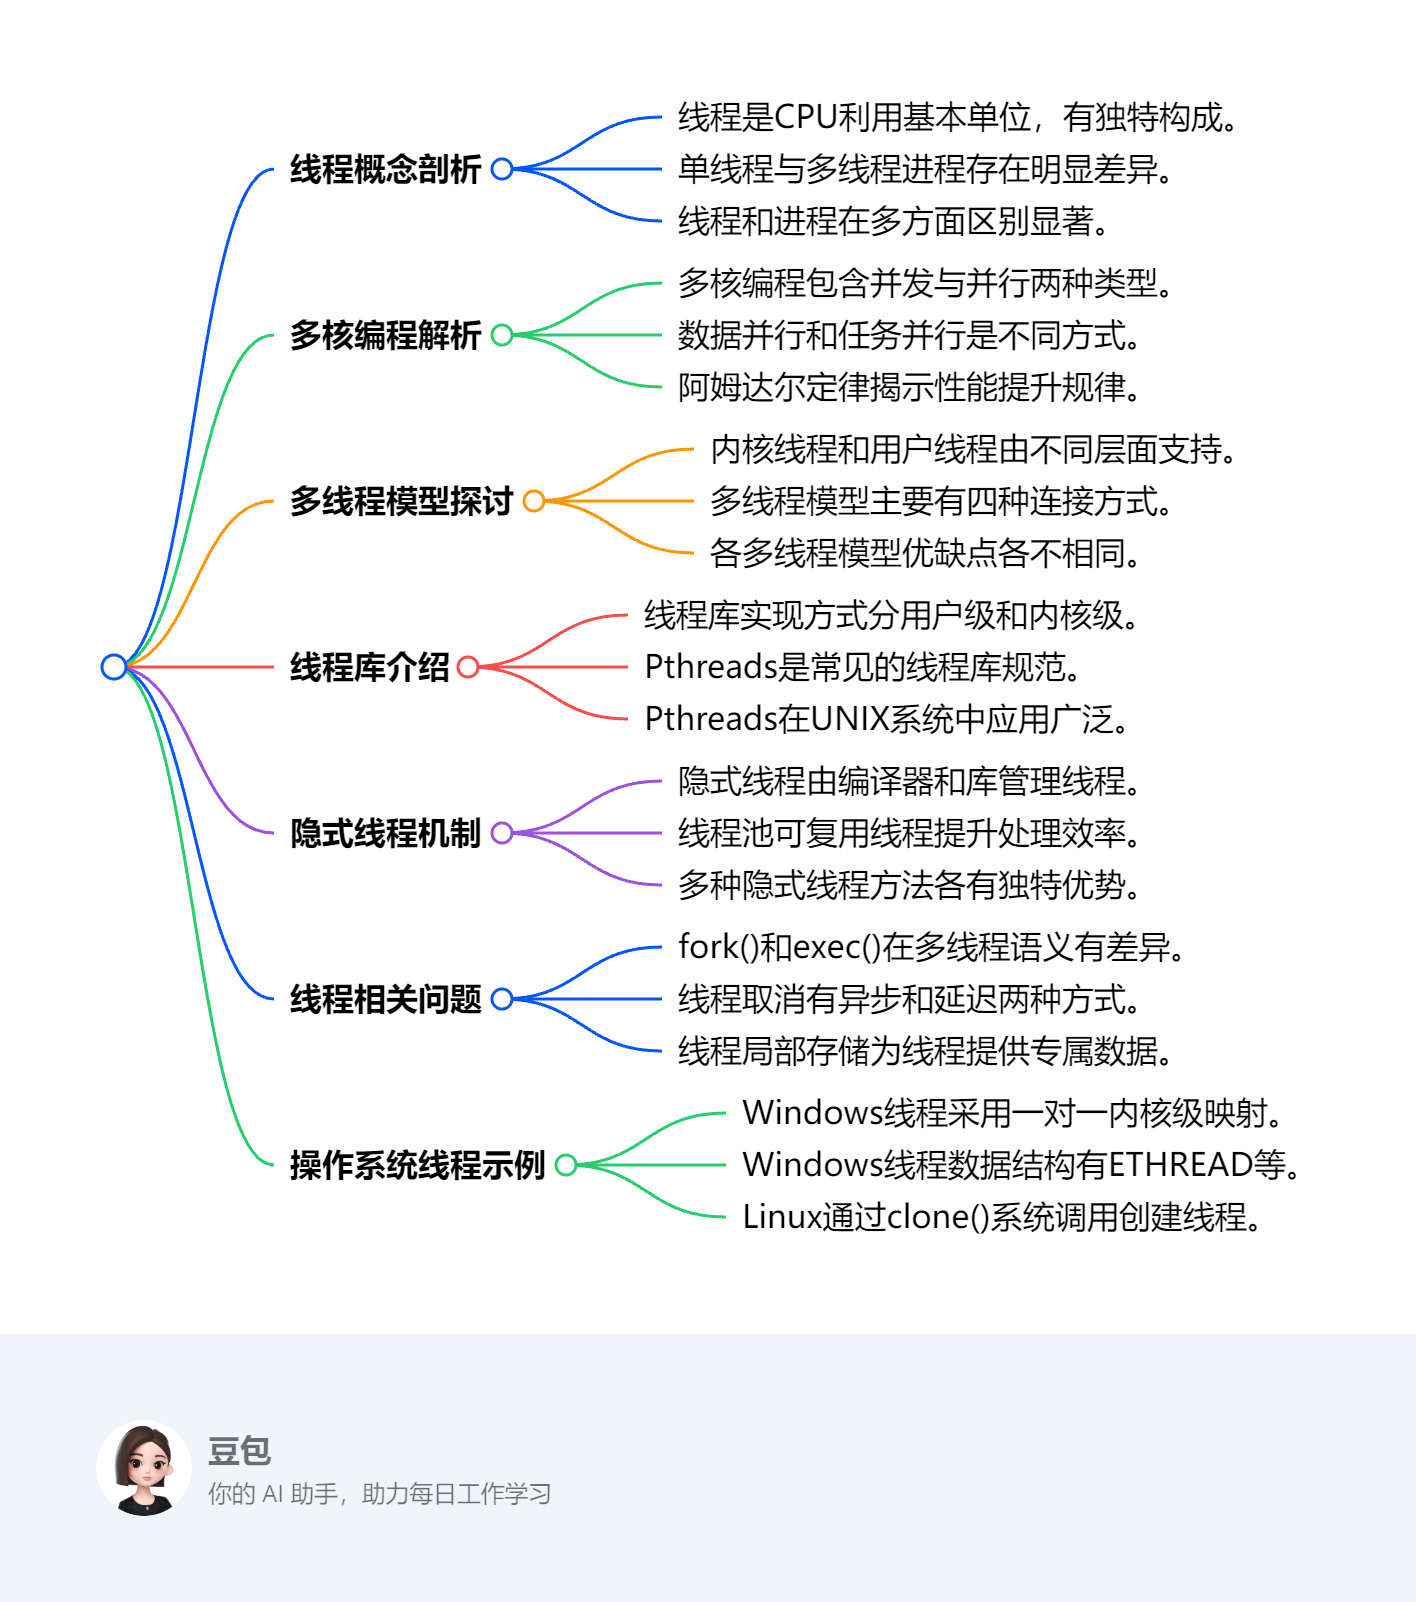 线程概念剖析
线程是CPU利用基本单位，有独特构成。
单线程与多线程进程存在明显差异。
线程和进程在多方面区别显著。
多核编程解析
多核编程包含并发与并行两种类型。
数据并行和任务并行是不同方式。
阿姆达尔定律揭示性能提升规律。
多线程模型探讨
内核线程和用户线程由不同层面支持。
多线程模型主要有四种连接方式。
各多线程模型优缺点各不相同。
线程库介绍
线程库实现方式分用户级和内核级。
Pthreads是常见的线程库规范。
Pthreads在UNIX系统中应用广泛。
隐式线程机制
隐式线程由编译器和库管理线程。
线程池可复用线程提升处理效率。
多种隐式线程方法各有独特优势。
线程相关问题
fork()和exec()在多线程语义有差异。
线程取消有异步和延迟两种方式。
线程局部存储为线程提供专属数据。
操作系统线程示例
Windows线程采用一对一内核级映射。
Windows线程数据结构有ETHREAD等。
Linux通过clone()系统调用创建线程。
豆包
你的 AI 助手，助力每日工作学习